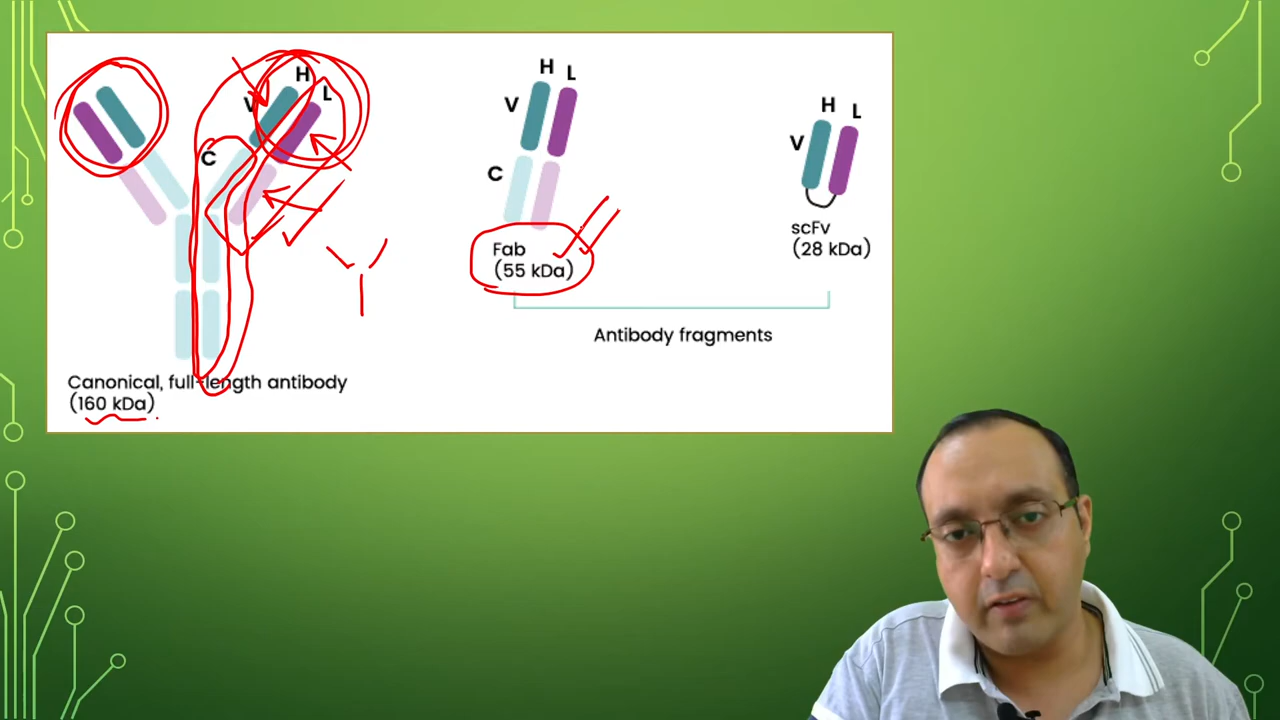 H
L
V
C
Canonical, full-length antibody
(160 kDa)
H
L
V
C
Fab
(55 kDa)
H
L
V
scFv
(28 kDa)
Antibody fragments